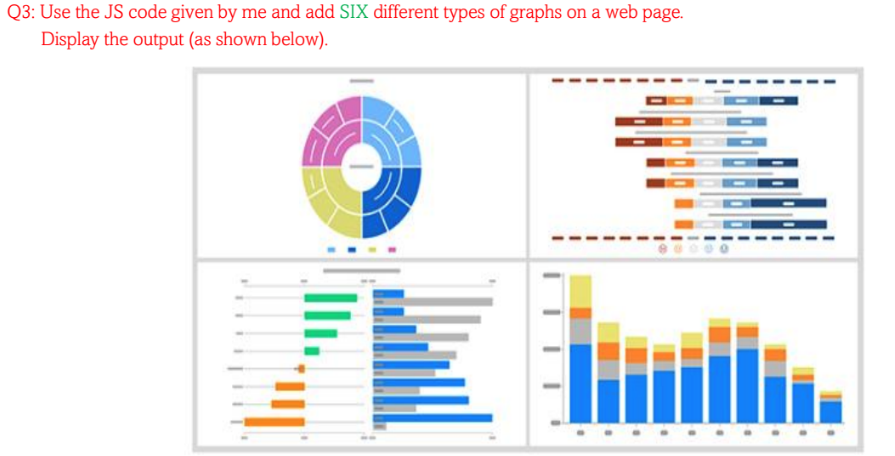 Q3: Use the JS code given by me and add SIX different types of graphs on a web page.
Display the output (as shown below).